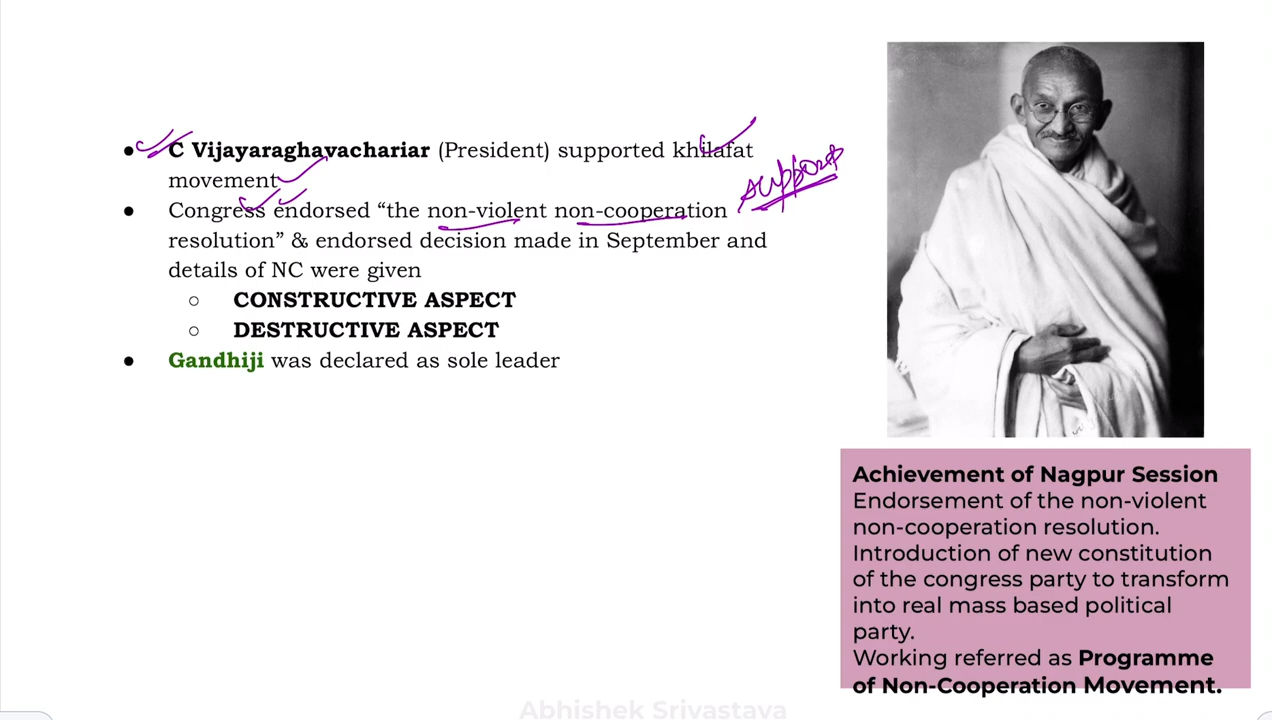 ● C Vijayaraghavachariar (President) supported khilafat
movement
● Congress endorsed “the non-violent non-cooperation
resolution” & endorsed decision made in September and
details of NC were given
○ CONSTRUCTIVE ASPECT
○ DESTRUCTIVE ASPECT
● Gandhiji was declared as sole leader
support
Achievement of Nagpur Session
Endorsement of the non-violent
non-cooperation resolution.
Introduction of new constitution
of the congress party to transform
into real mass based political
party.
Working referred as Programme
of Non-Cooperation Movement.
Abhishek Srivastava